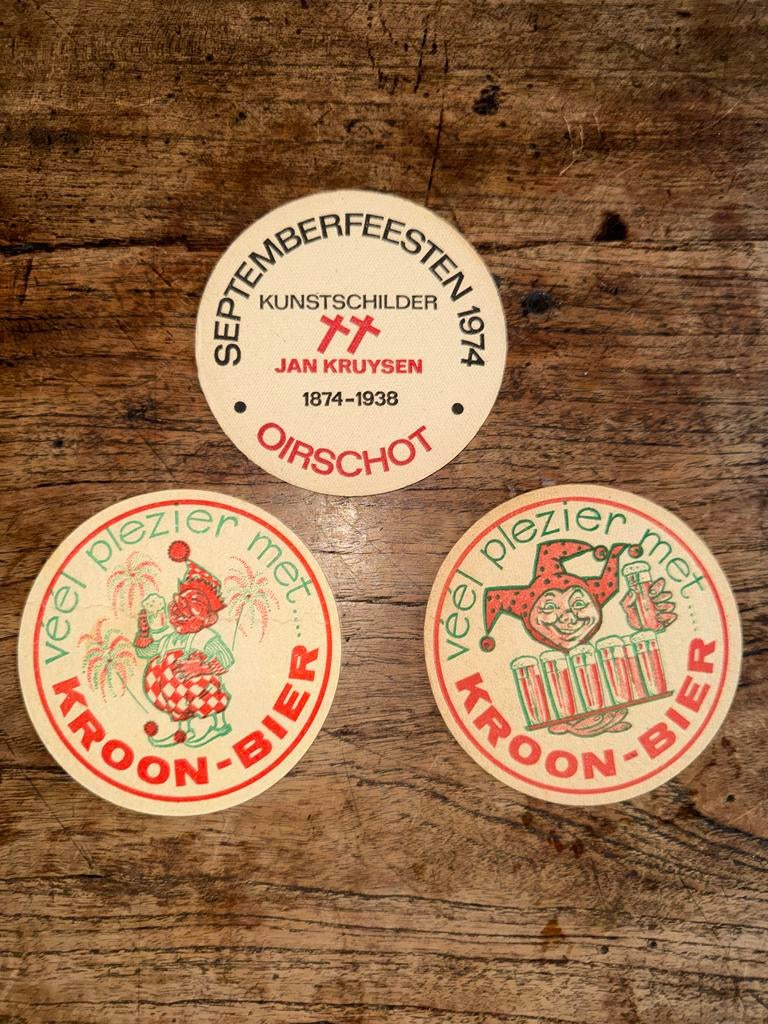 SEPTEMBERFEESTEN 1974
KUNSTSCHILDER
JAN KRUYSEN
1874-1938
OIRSCHOT
véél plezier met....
KROON-BIER
véél plezier met....
KROON-BIER